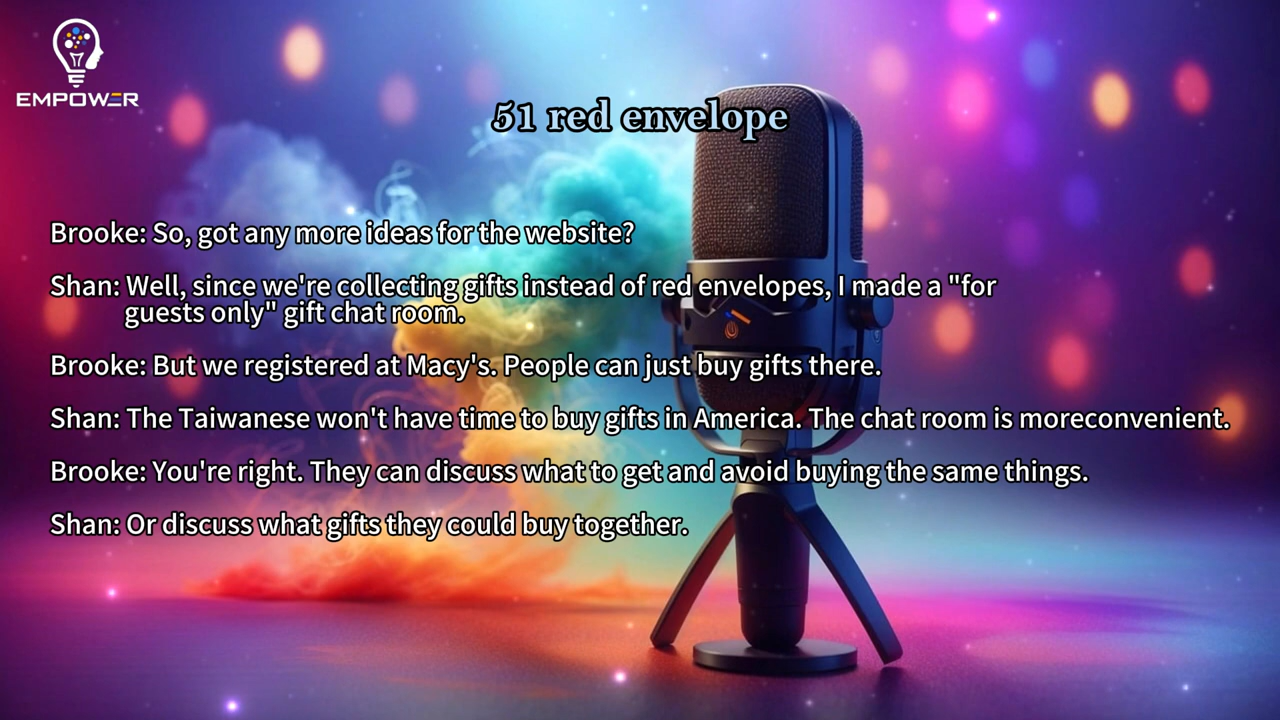 EMPOWER
51 red envelope
Brooke: So, got any more ideas for the website?
Shan: Well, since we're collecting gifts instead of red envelopes, I made a "for
guests only" gift chat room.
Brooke: But we registered at Macy's. People can just buy gifts there.
Shan: The Taiwanese won't have time to buy gifts in America. The chat room is moreconvenient.
Brooke: You're right. They can discuss what to get and avoid buying the same things.
Shan: Or discuss what gifts they could buy together.